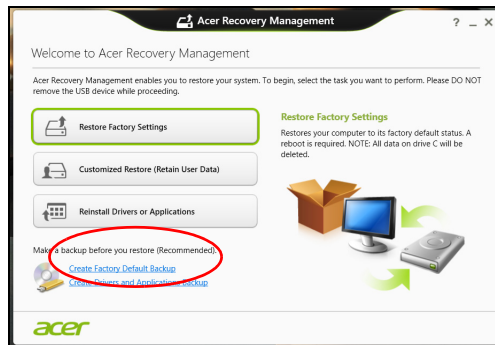 Acer Recovery Management
? _ X
Welcome to Acer Recovery Management
Acer Recovery Management enables you to restore your system. To begin, select the task you want to perform. Please DO NOT
remove the USB device while proceeding.
Restore Factory Settings
Customized Restore (Retain User Data)
Reinstall Drivers or Applications
Restore Factory Settings
Restores your computer to its factory default status. A
reboot is required. NOTE: All data on drive C will be
deleted.
Make a backup before you restore (Recommended).
Create Factory Default Backup
Create Drivers and Applications Backup
acer